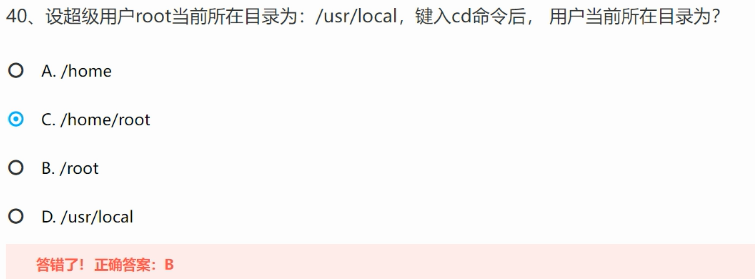 40、设超级用户root当前所在目录为：/usr/local，键入cd命令后， 用户当前所在目录为?
A. /home
C. /home/root
B. /root
D. /usr/local
答错了！ 正确答案：B